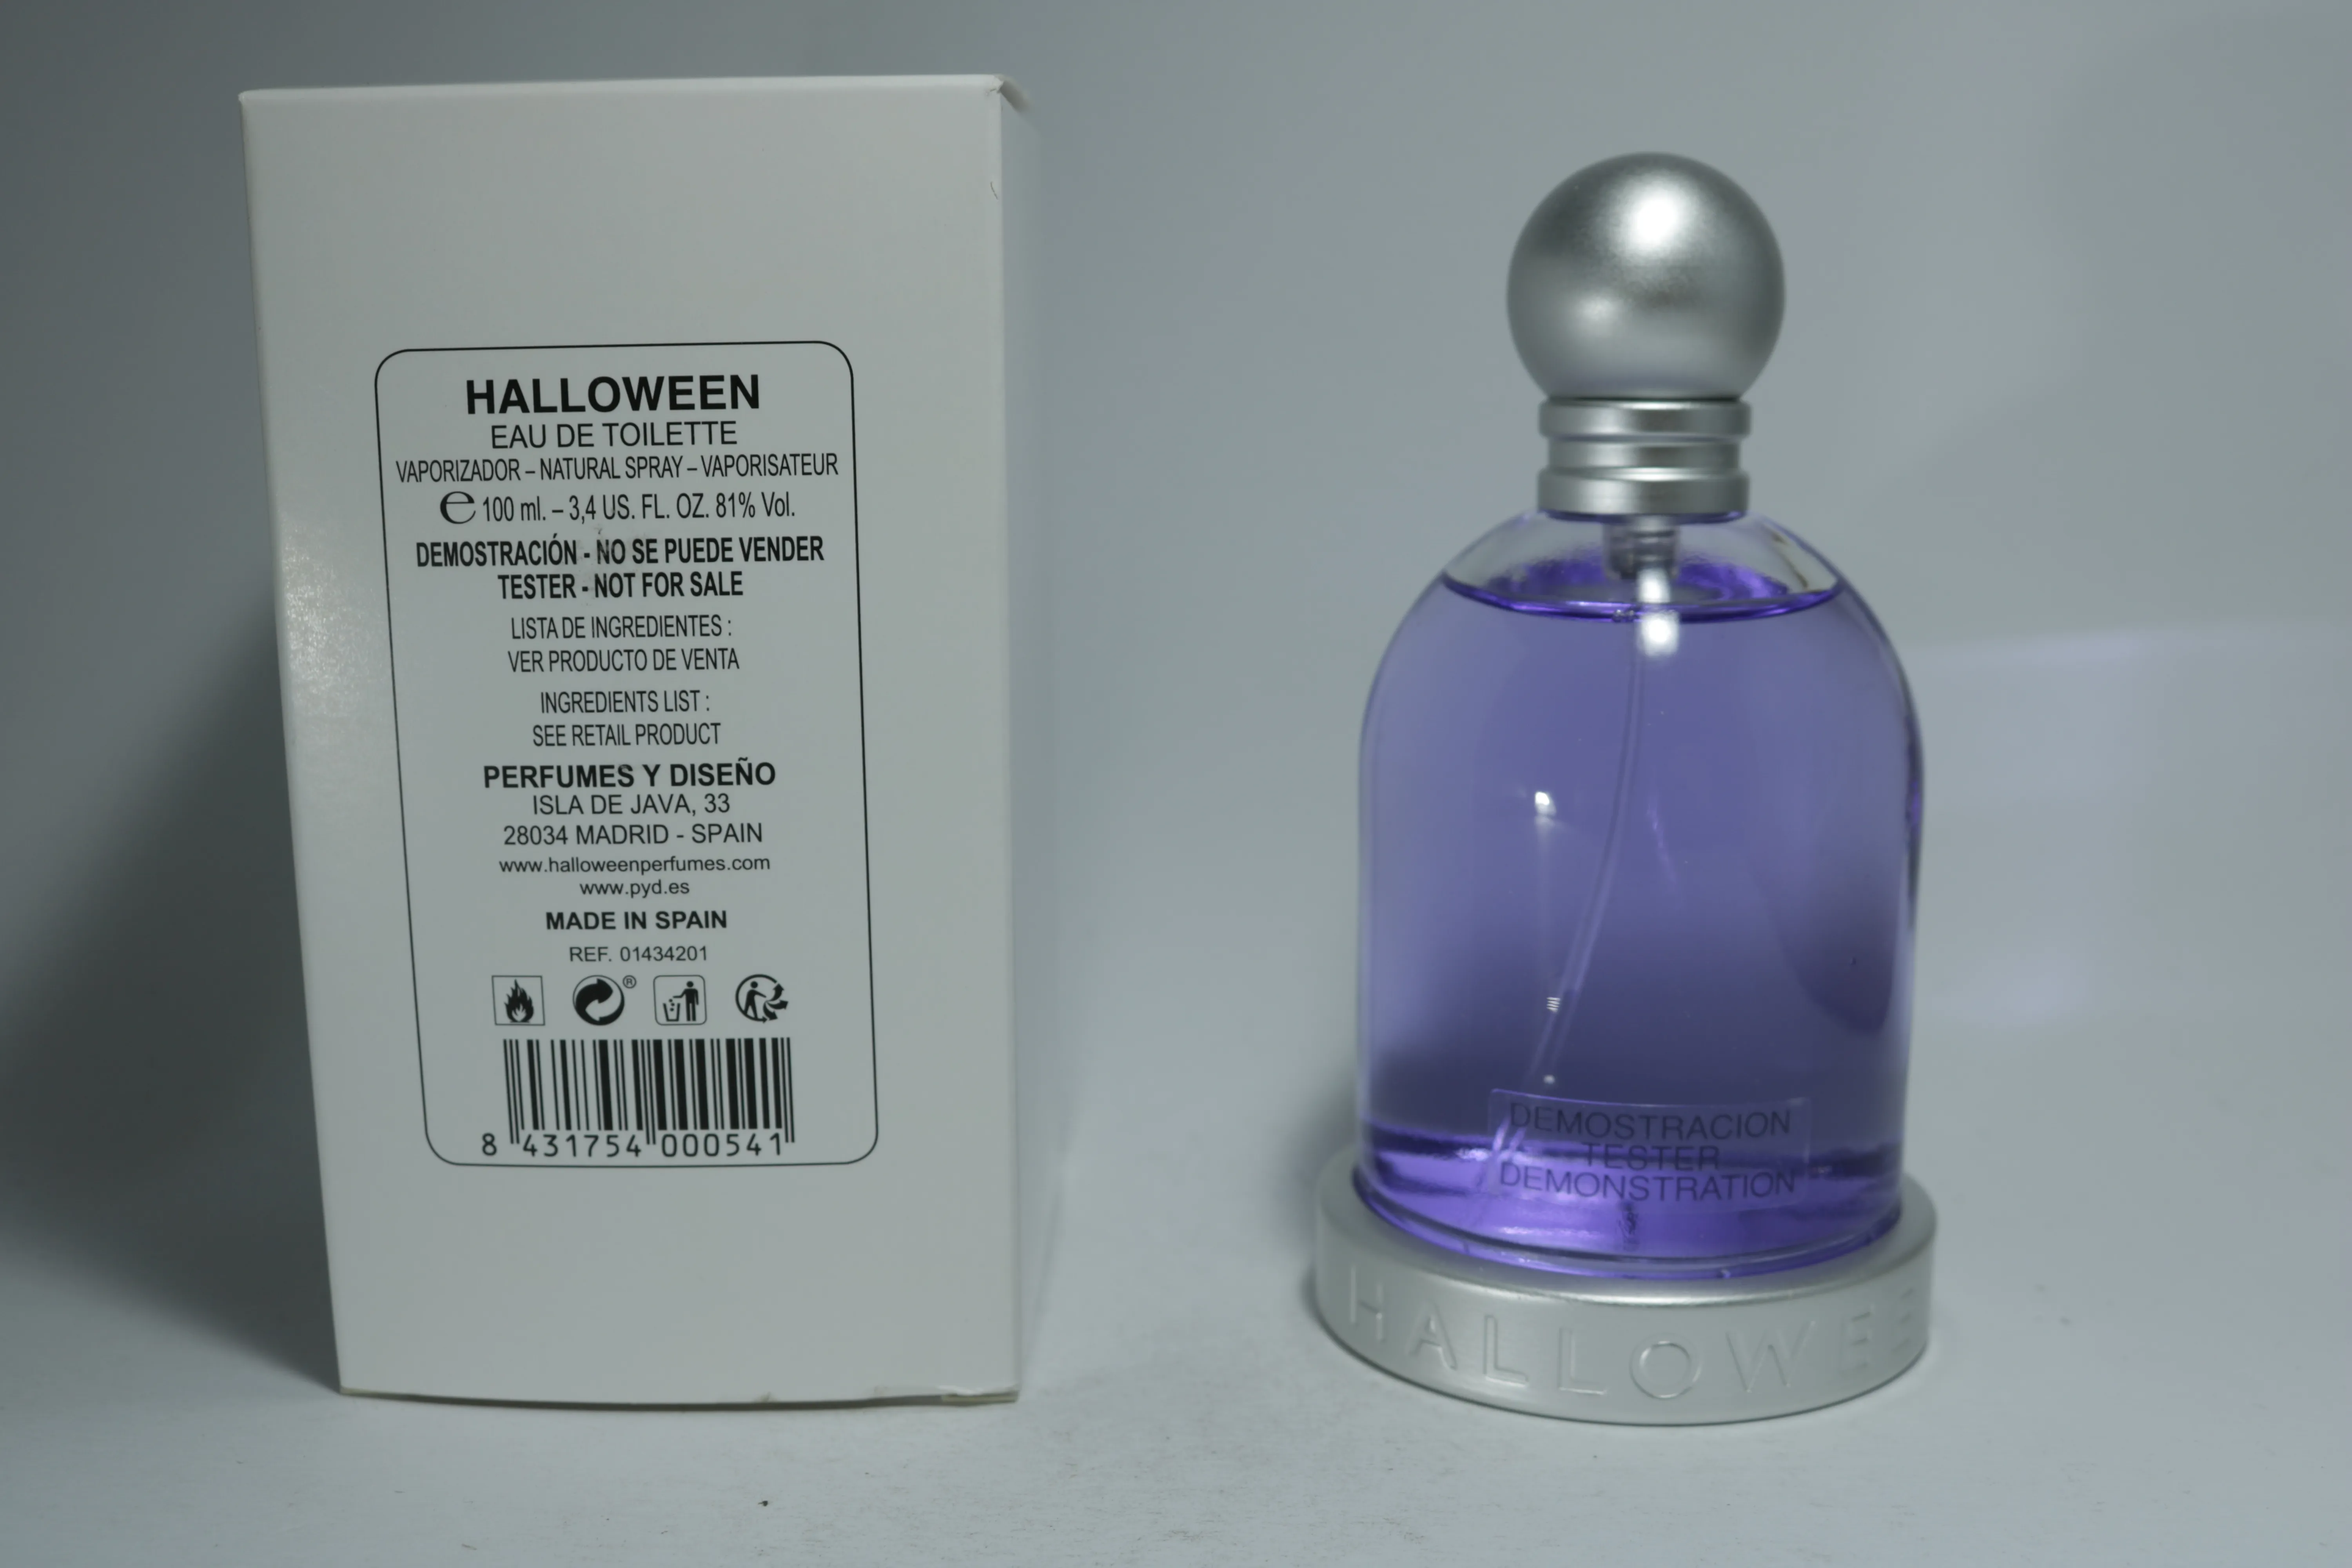 HALLOWEEN
EAU DE TOILETTE
VAPORIZADOR – NATURAL SPRAY – VAPORISATEUR
℮ 100 ml. – 3,4 US. FL. OZ. 81% Vol.
DEMOSTRACIÓN - NO SE PUEDE VENDER
TESTER - NOT FOR SALE
LISTA DE INGREDIENTES :
VER PRODUCTO DE VENTA
INGREDIENTS LIST :
SEE RETAIL PRODUCT
PERFUMES Y DISEÑO
ISLA DE JAVA, 33
28034 MADRID - SPAIN
www.halloweenperfumes.com
www.pyd.es
MADE IN SPAIN
REF. 01434201
®
8 431754 000541
DEMOSTRACION
TESTER
DEMONSTRATION
HALLOWEE